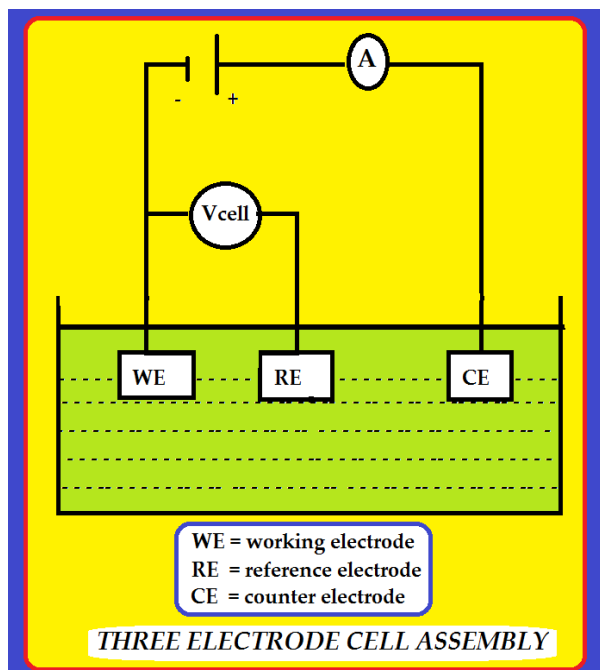 A
- +
Vcell
WE RE CE
WE = working electrode
RE = reference electrode
CE = counter electrode
THREE ELECTRODE CELL ASSEMBLY